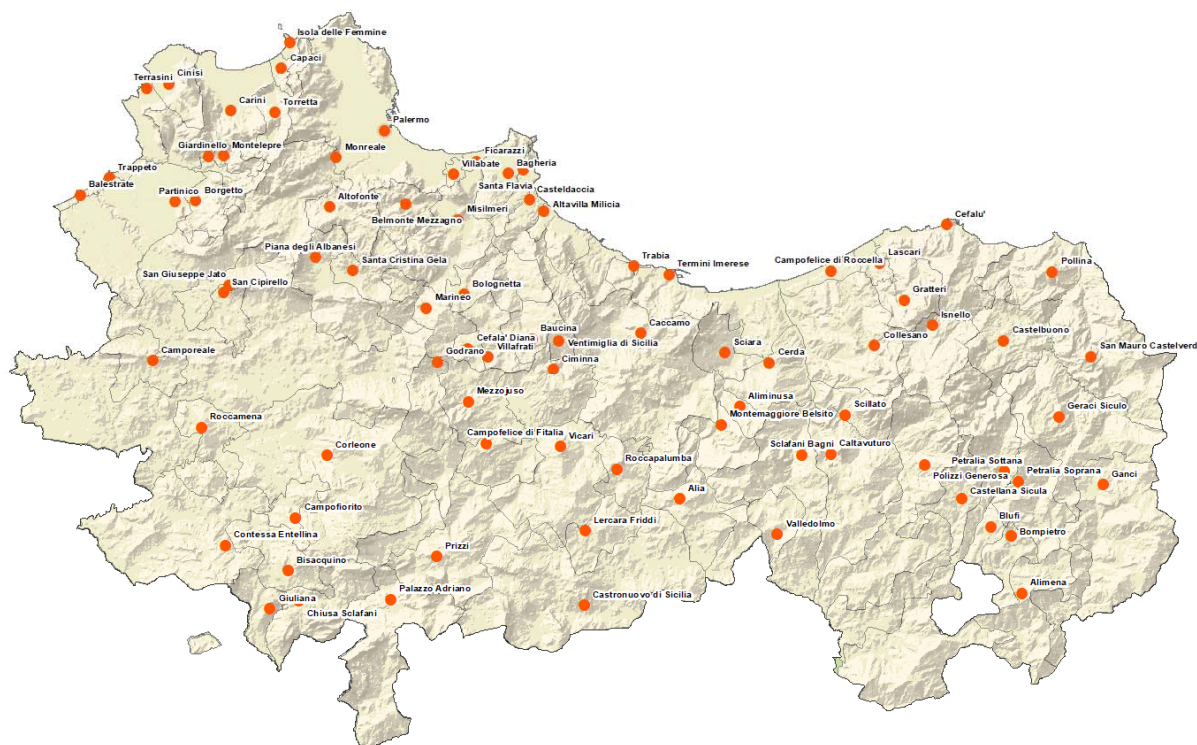 Isola delle Femmine
Capaci
Cinisi
Terrasini
Carini
Torretta
Palermo
Giardinello
Montelepre
Monreale
Ficarazzi
Villabate
Bagheria
Trappeto
Balestrate
Partinico
Borgetto
Santa Flavia
Casteldaccia
Altofonte
Misilmeri
Altavilla Milicia
Belmonte Mezzagno
Cefalu'
Piana degli Albanesi
Santa Cristina Gela
Trabia
Termini Imerese
Lascari
Campofelice di Roccella
Pollina
San Giuseppe Jato
San Cipirello
Bolognetta
Marineo
Gratteri
Isnello
Baucina
Caccamo
Collesano
Castelbuono
Cefala' Diana
Ventimiglia di Sicilia
Villafrati
Godrano
Sciara
Cerda
San Mauro Castelverd
Camporeale
Ciminna
Mezzojuso
Aliminusa
Montemaggiore Belsito
Scillato
Geraci Siculo
Roccamena
Campofelice di Fitalia
Vicari
Corleone
Roccapalumba
Sclafani Bagni
Caltavuturo
Petralia Sottana
Petralia Soprana
Polizzi Generosa
Ganci
Alia
Castellana Sicula
Campofiorito
Lercara Friddi
Valledolmo
Blufi
Bompietro
Contessa Entellina
Prizzi
Bisacquino
Palazzo Adriano
Castronuovo di Sicilia
Alimena
Giuliana
Chiusa Sclafani